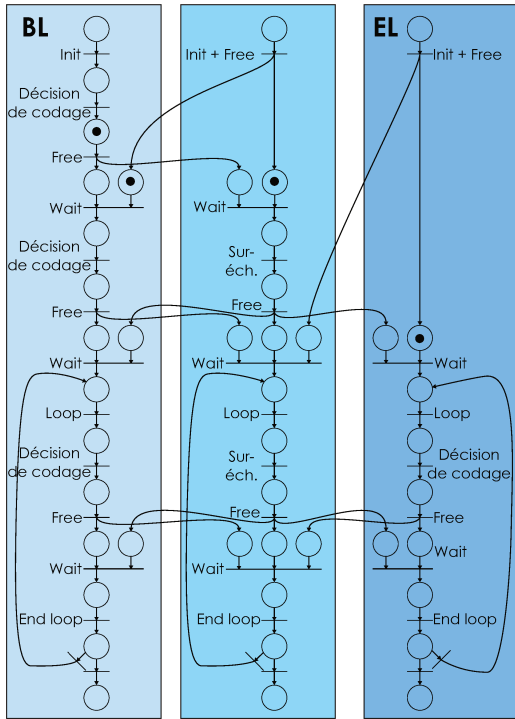 BL
EL
Init
Init + Free
Init + Free
Décision
de codage
Free
Wait
Wait
Décision
de codage
Sur-
éch.
Free
Free
Wait
Wait
Wait
Loop
Loop
Loop
Décision
de codage
Sur-
éch.
Décision
de codage
Free
Free
Free
Wait
Wait
Wait
End loop
End loop
End loop